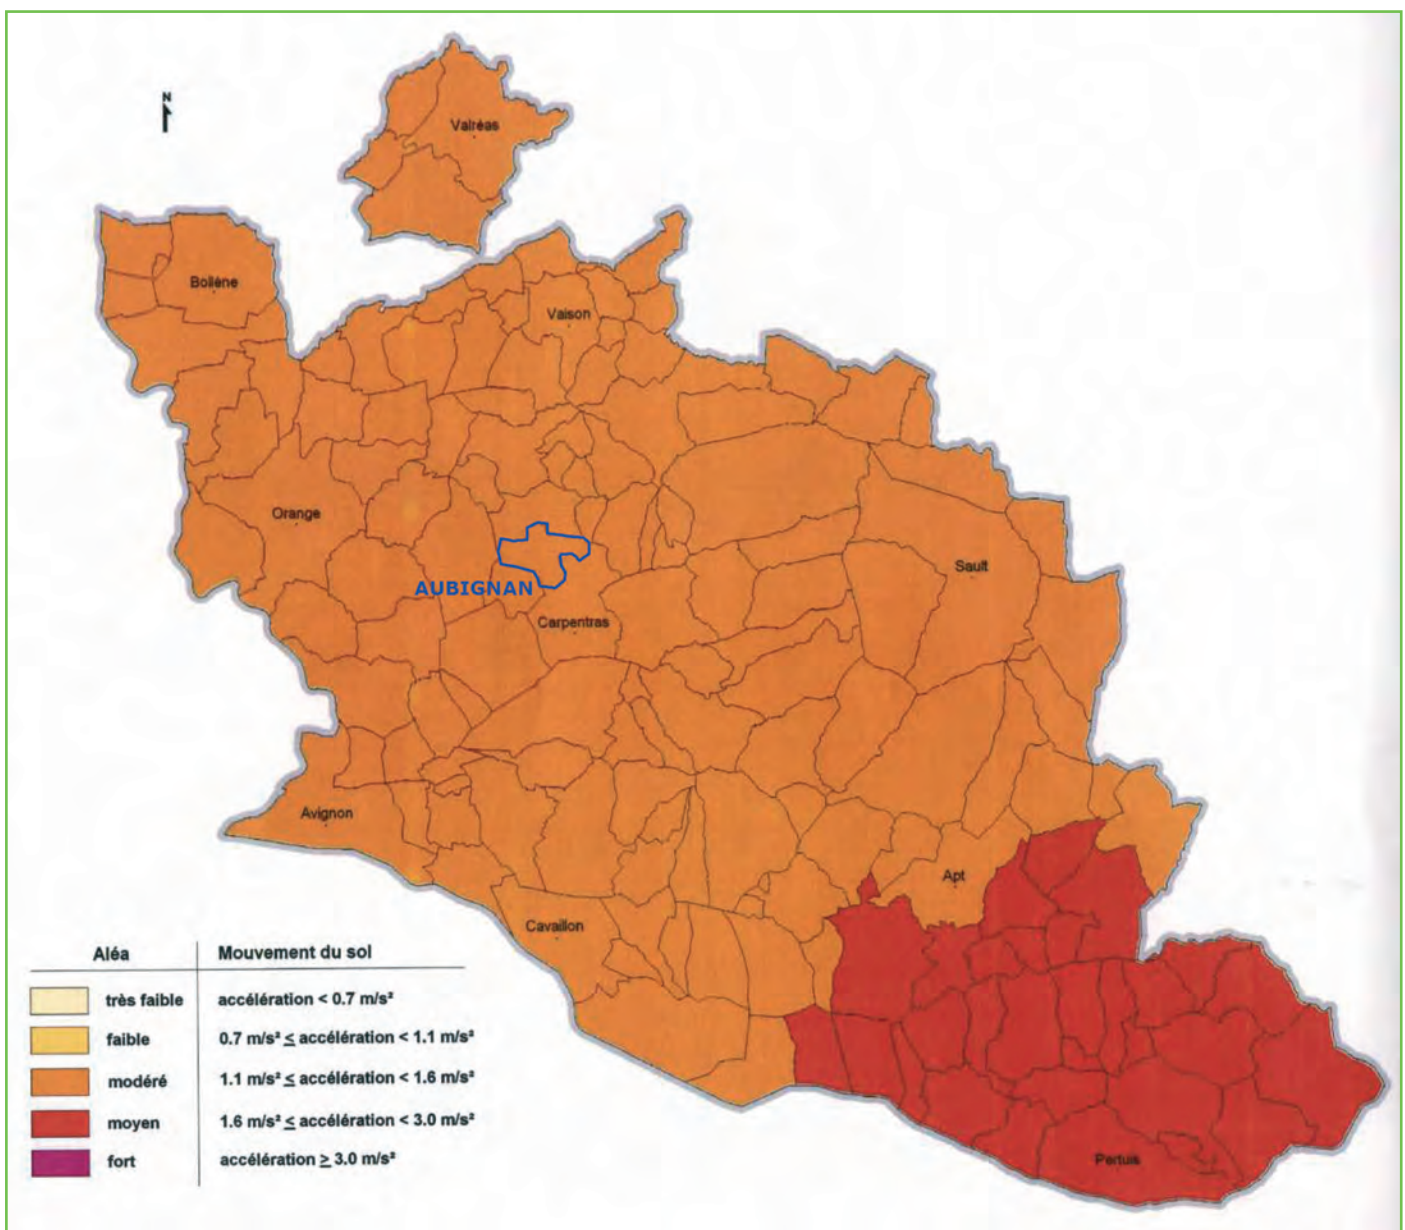 N
Valréas
Bollène
Vaison
Orange
Sault
AUBIGNAN
Carpentras
Avignon
Apt
Cavaillon
Pertuis
Aléa Mouvement du sol
très faible accélération < 0.7 m/s²
faible 0.7 m/s² ≤ accélération < 1.1 m/s²
modéré 1.1 m/s² ≤ accélération < 1.6 m/s²
moyen 1.6 m/s² ≤ accélération < 3.0 m/s²
fort accélération ≥ 3.0 m/s²